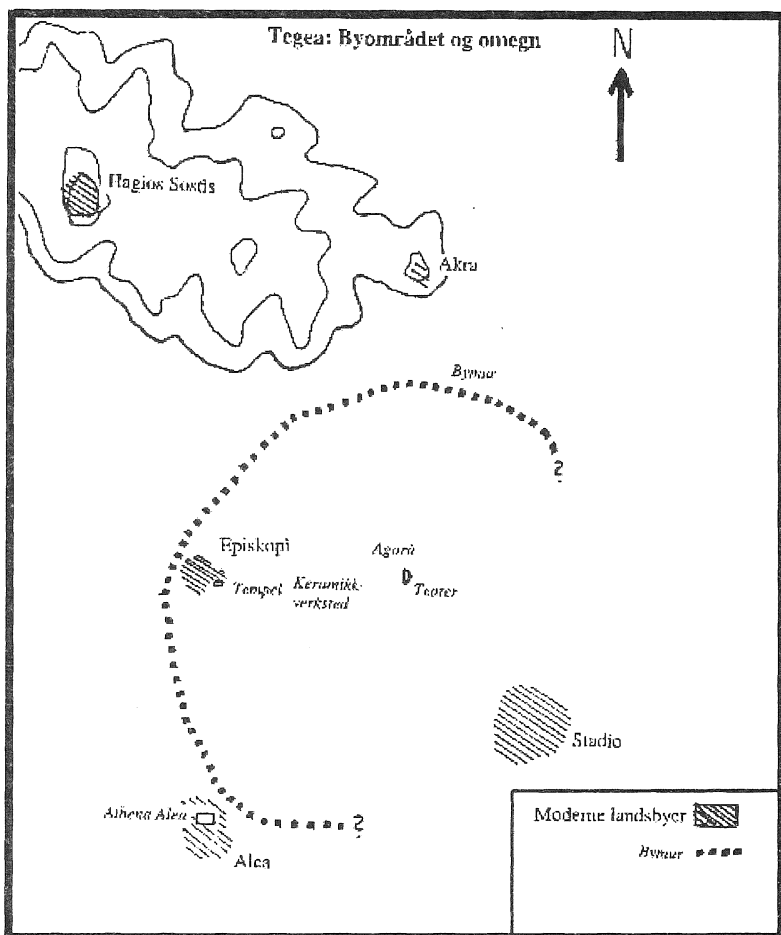 Tegea: Byområdet og omegn
N
Hagios Sostis
Akra
Bymur
?
Episkopi
Agora
Tempel
Keramikk-
verksted
Teater
Stadio
Athena Alea
?
Alea
Moderne landsbyer
Bymur